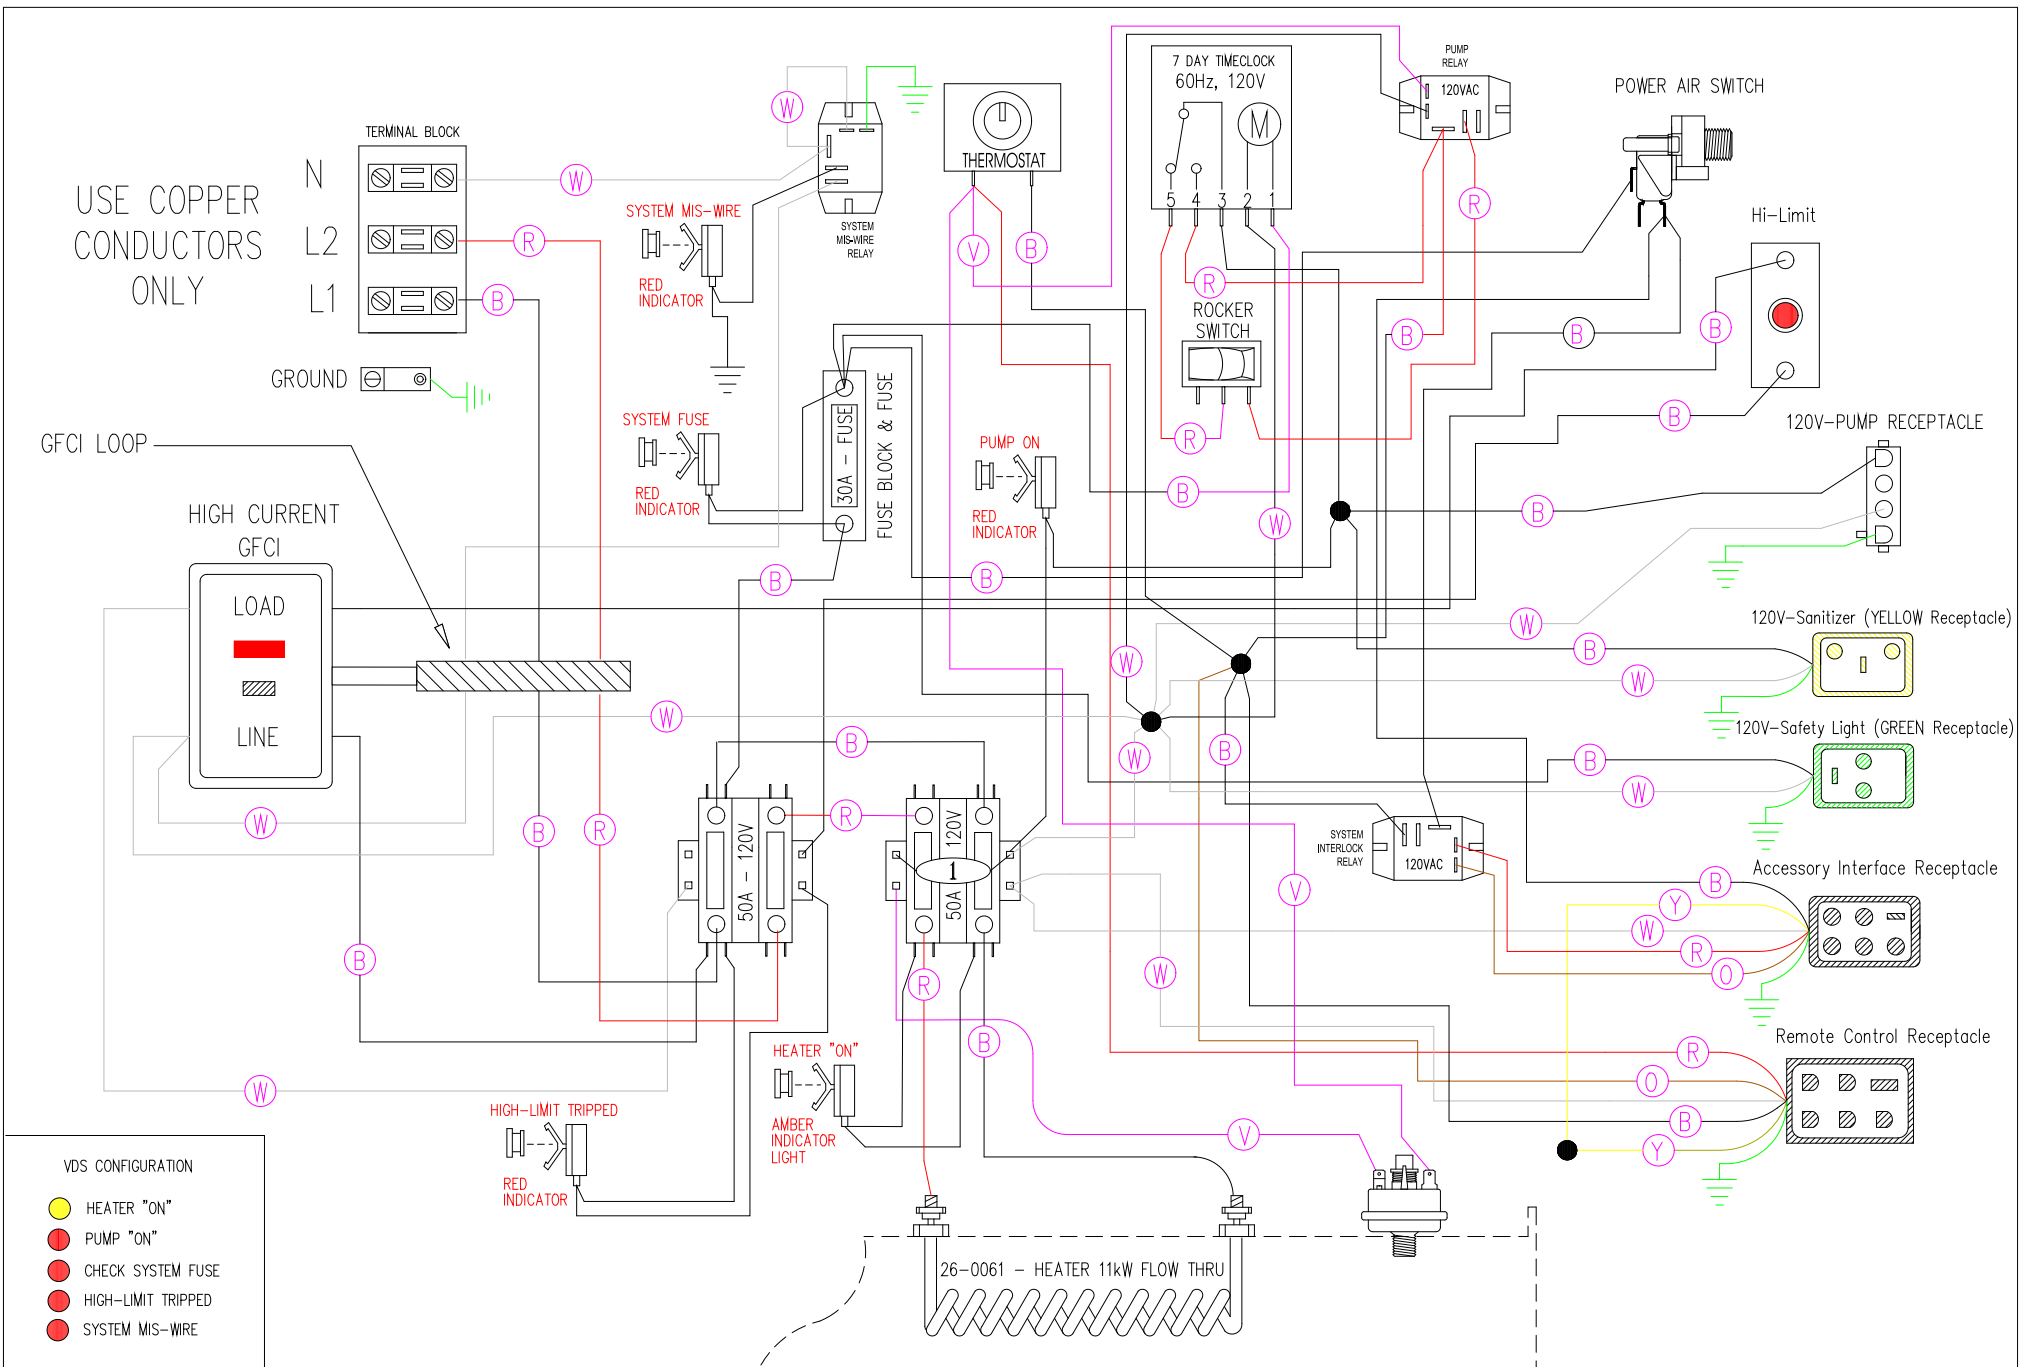 USE COPPER
CONDUCTORS
ONLY
TERMINAL BLOCK
N
L2
L1
GROUND
GFCI LOOP
HIGH CURRENT
GFCI
LOAD
LINE
W
R
B
W
SYSTEM
MIS-WIRE
RELAY
SYSTEM MIS-WIRE
RED
INDICATOR
SYSTEM FUSE
RED
INDICATOR
30A - FUSE
FUSE BLOCK & FUSE
THERMOSTAT
V
B
7 DAY TIMECLOCK
60Hz, 120V
M
5 4 3 2 1
PUMP
RELAY
120VAC
R
R
ROCKER
SWITCH
R
B
B
POWER AIR SWITCH
Hi-Limit
B
B
B
PUMP ON
RED
INDICATOR
B
W
B
B
B
120V-PUMP RECEPTACLE
W
120V-Sanitizer (YELLOW Receptacle)
B
W
120V-Safety Light (GREEN Receptacle)
B
W
W
W
W
B
B
R
W
B
R
B
50A - 120V
50A 120V
1
SYSTEM
INTERLOCK
RELAY
120VAC
V
Accessory Interface Receptacle
B
Y
W
R
O
Remote Control Receptacle
R
O
B
Y
W
R
B
V
B
W
HEATER "ON"
AMBER
INDICATOR
LIGHT
HIGH-LIMIT TRIPPED
RED
INDICATOR
26-0061 - HEATER 11kW FLOW THRU
VDS CONFIGURATION
HEATER "ON"
PUMP "ON"
CHECK SYSTEM FUSE
HIGH-LIMIT TRIPPED
SYSTEM MIS-WIRE